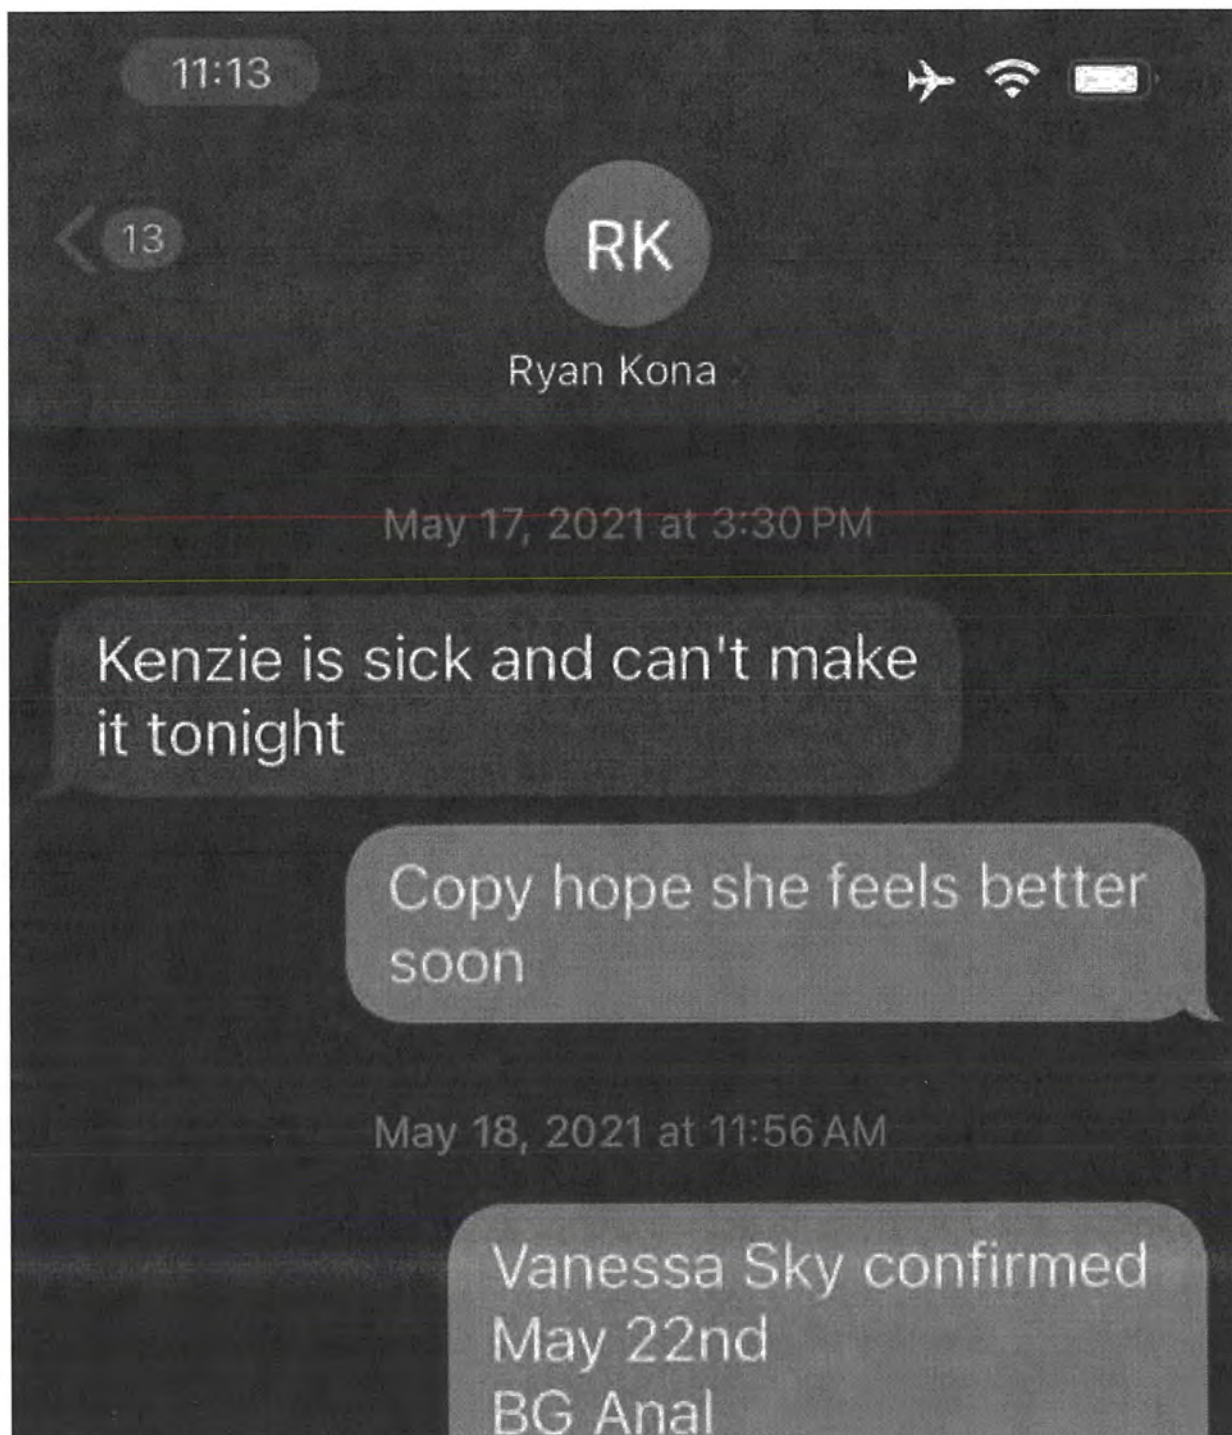 11:13
13
RK
Ryan Kona
May 17, 2021 at 3:30 PM
Kenzie is sick and can't make
it tonight
Copy hope she feels better
soon
May 18, 2021 at 11:56 AM
Vanessa Sky confirmed
May 22nd
BG Anal